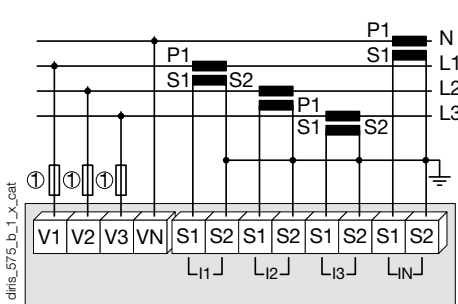 P1 N
P1 S1 L1
S1 S2 L2
P1 L3
S1 S2
① ① ①
V1 V2 V3 VN S1 S2 S1 S2 S1 S2 S1 S2
I1 I2 I3 IN
diris_575_b_1_x_cat